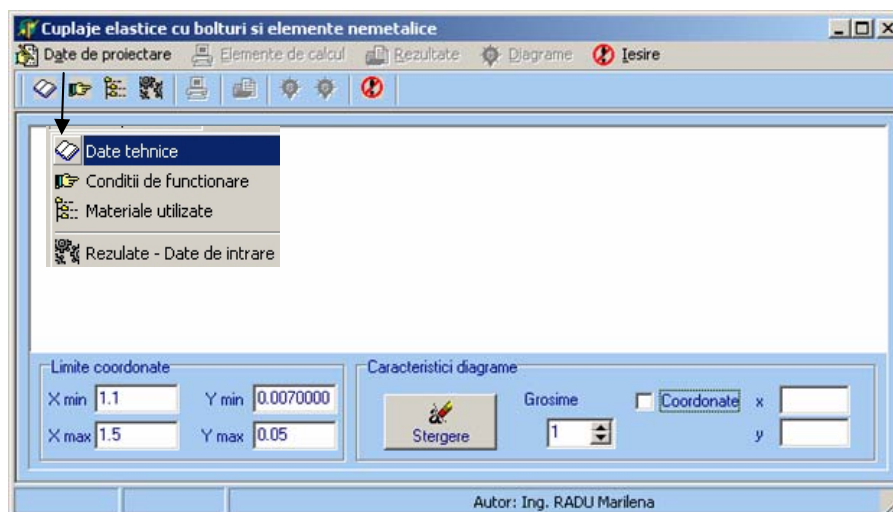 Cuplaje elastice cu bolturi si elemente nemetalice
Date de proiectare Elemente de calcul Rezultate Diagrame Iesire
Date tehnice
Conditii de functionare
Materiale utilizate
Rezulate - Date de intrare
Limite coordonate
X min 1.1 Y min 0.0070000
X max 1.5 Y max 0.05
Caracteristici diagrame
Stergere
Grosime
1
Coordonate x
y
Autor: Ing. RADU Marilena